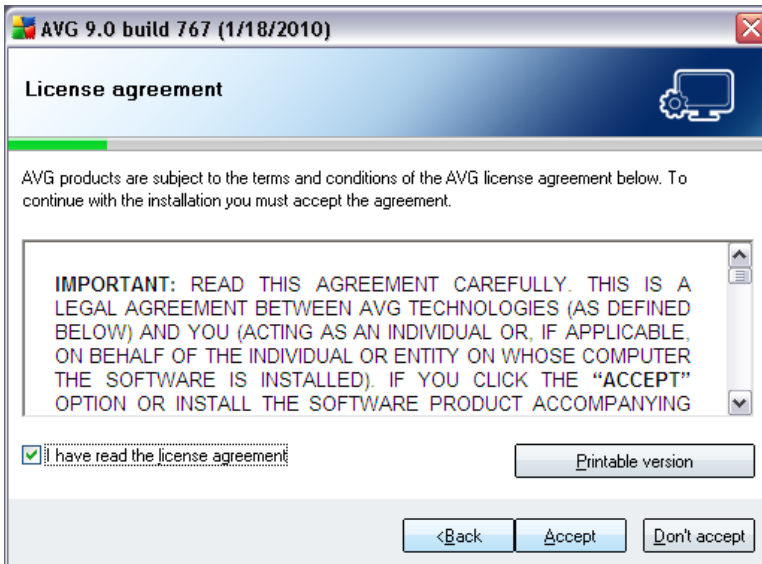 AVG 9.0 build 767 (1/18/2010)
License agreement
AVG products are subject to the terms and conditions of the AVG license agreement below. To
continue with the installation you must accept the agreement.
IMPORTANT: READ THIS AGREEMENT CAREFULLY. THIS IS A
LEGAL AGREEMENT BETWEEN AVG TECHNOLOGIES (AS DEFINED
BELOW) AND YOU (ACTING AS AN INDIVIDUAL OR, IF APPLICABLE,
ON BEHALF OF THE INDIVIDUAL OR ENTITY ON WHOSE COMPUTER
THE SOFTWARE IS INSTALLED). IF YOU CLICK THE “ACCEPT”
OPTION OR INSTALL THE SOFTWARE PRODUCT ACCOMPANYING
I have read the license agreement
Printable version
<Back
Accept
Don't accept